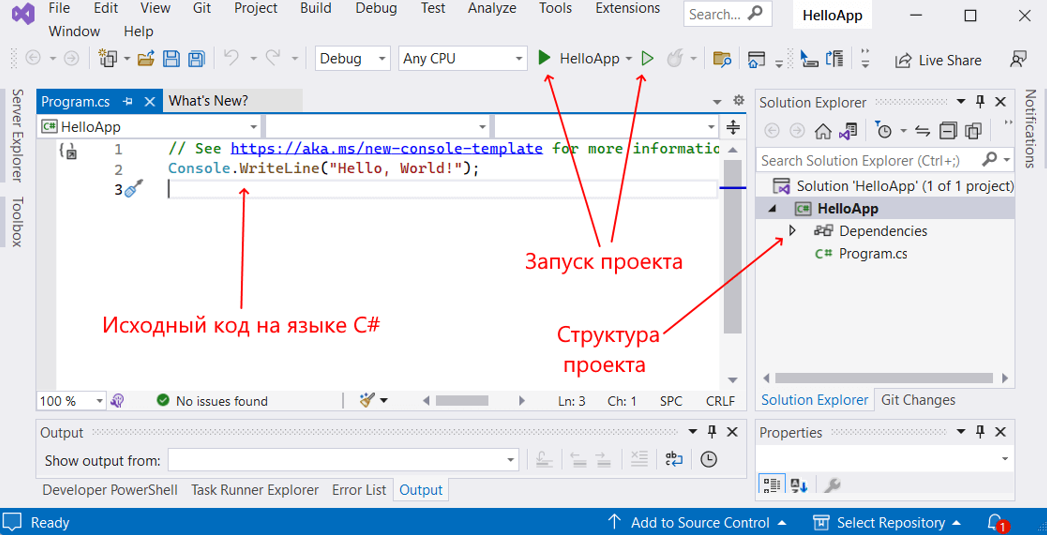 File Edit View Git Project Build Debug Test Analyze Tools Extensions Search... HelloApp
Window Help
Debug Any CPU HelloApp Live Share
Server Explorer
Toolbox
Program.cs What's New?
HelloApp
1 // See https://aka.ms/new-console-template for more informatio
2 Console.WriteLine("Hello, World!");
3
Запуск проекта
Исходный код на языке C#
Структура
проекта
100 % No issues found Ln: 3 Ch: 1 SPC CRLF
Solution Explorer
Search Solution Explorer (Ctrl+;)
Solution 'HelloApp' (1 of 1 project)
C# HelloApp
Dependencies
C# Program.cs
Solution Explorer Git Changes
Notifications
Output
Show output from:
Developer PowerShell Task Runner Explorer Error List Output
Properties
Ready Add to Source Control Select Repository 1